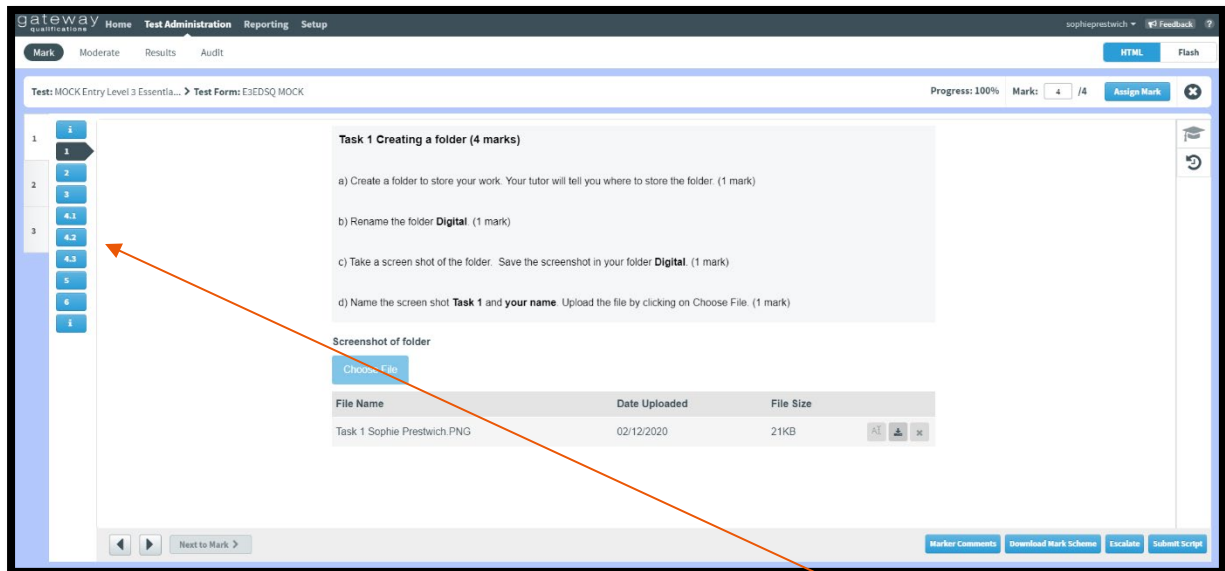 gateway Home Test Administration Reporting Setup sophieprestwich Feedback ?
qualifications
Mark Moderate Results Audit HTML Flash
Test: MOCK Entry Level 3 Essentia... > Test Form: E3EDSQ MOCK Progress: 100% Mark: 4 /4 Assign Mark
1
2
3
i
1
2
3
4.1
4.2
4.3
5
6
i
Task 1 Creating a folder (4 marks)
a) Create a folder to store your work. Your tutor will tell you where to store the folder. (1 mark)
b) Rename the folder Digital. (1 mark)
c) Take a screen shot of the folder. Save the screenshot in your folder Digital. (1 mark)
d) Name the screen shot Task 1 and your name. Upload the file by clicking on Choose File. (1 mark)
Screenshot of folder
Choose File
File Name Date Uploaded File Size
Task 1 Sophie Prestwich.PNG 02/12/2020 21KB AI
Next to Mark > Marker Comments Download Mark Scheme Escalate Submit Script